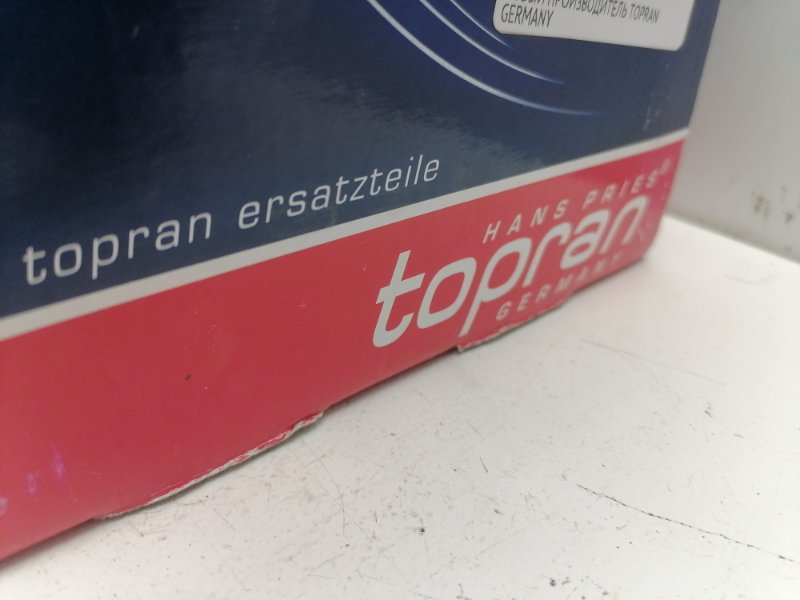 ПРОИЗВОДИТЕЛЬ TOPRAN
GERMANY
topran ersatzteile
HANS PRIES®
topran
GERMANY